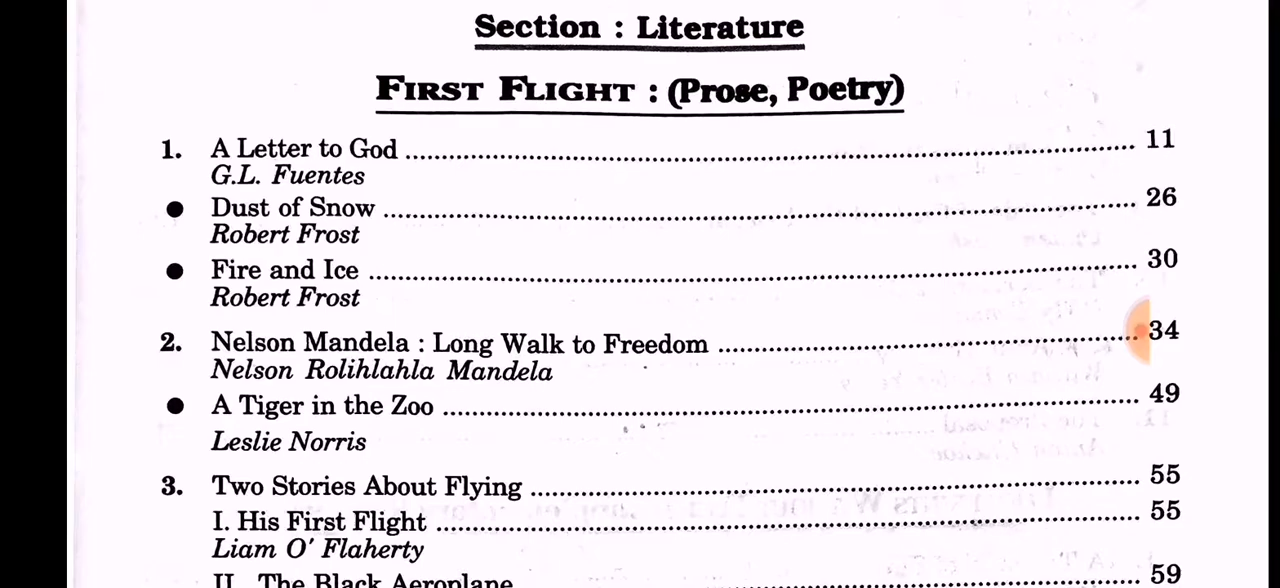 Section : Literature
FIRST FLIGHT : (Prose, Poetry)
1. A Letter to God ........................................ 11
G.L. Fuentes
● Dust of Snow ........................................ 26
Robert Frost
● Fire and Ice ........................................ 30
Robert Frost
2. Nelson Mandela : Long Walk to Freedom ........................................ 34
Nelson Rolihlahla Mandela
● A Tiger in the Zoo ........................................ 49
Leslie Norris
3. Two Stories About Flying ........................................ 55
I. His First Flight ........................................ 55
Liam O' Flaherty
II. The Black Aeroplane ........................................ 59